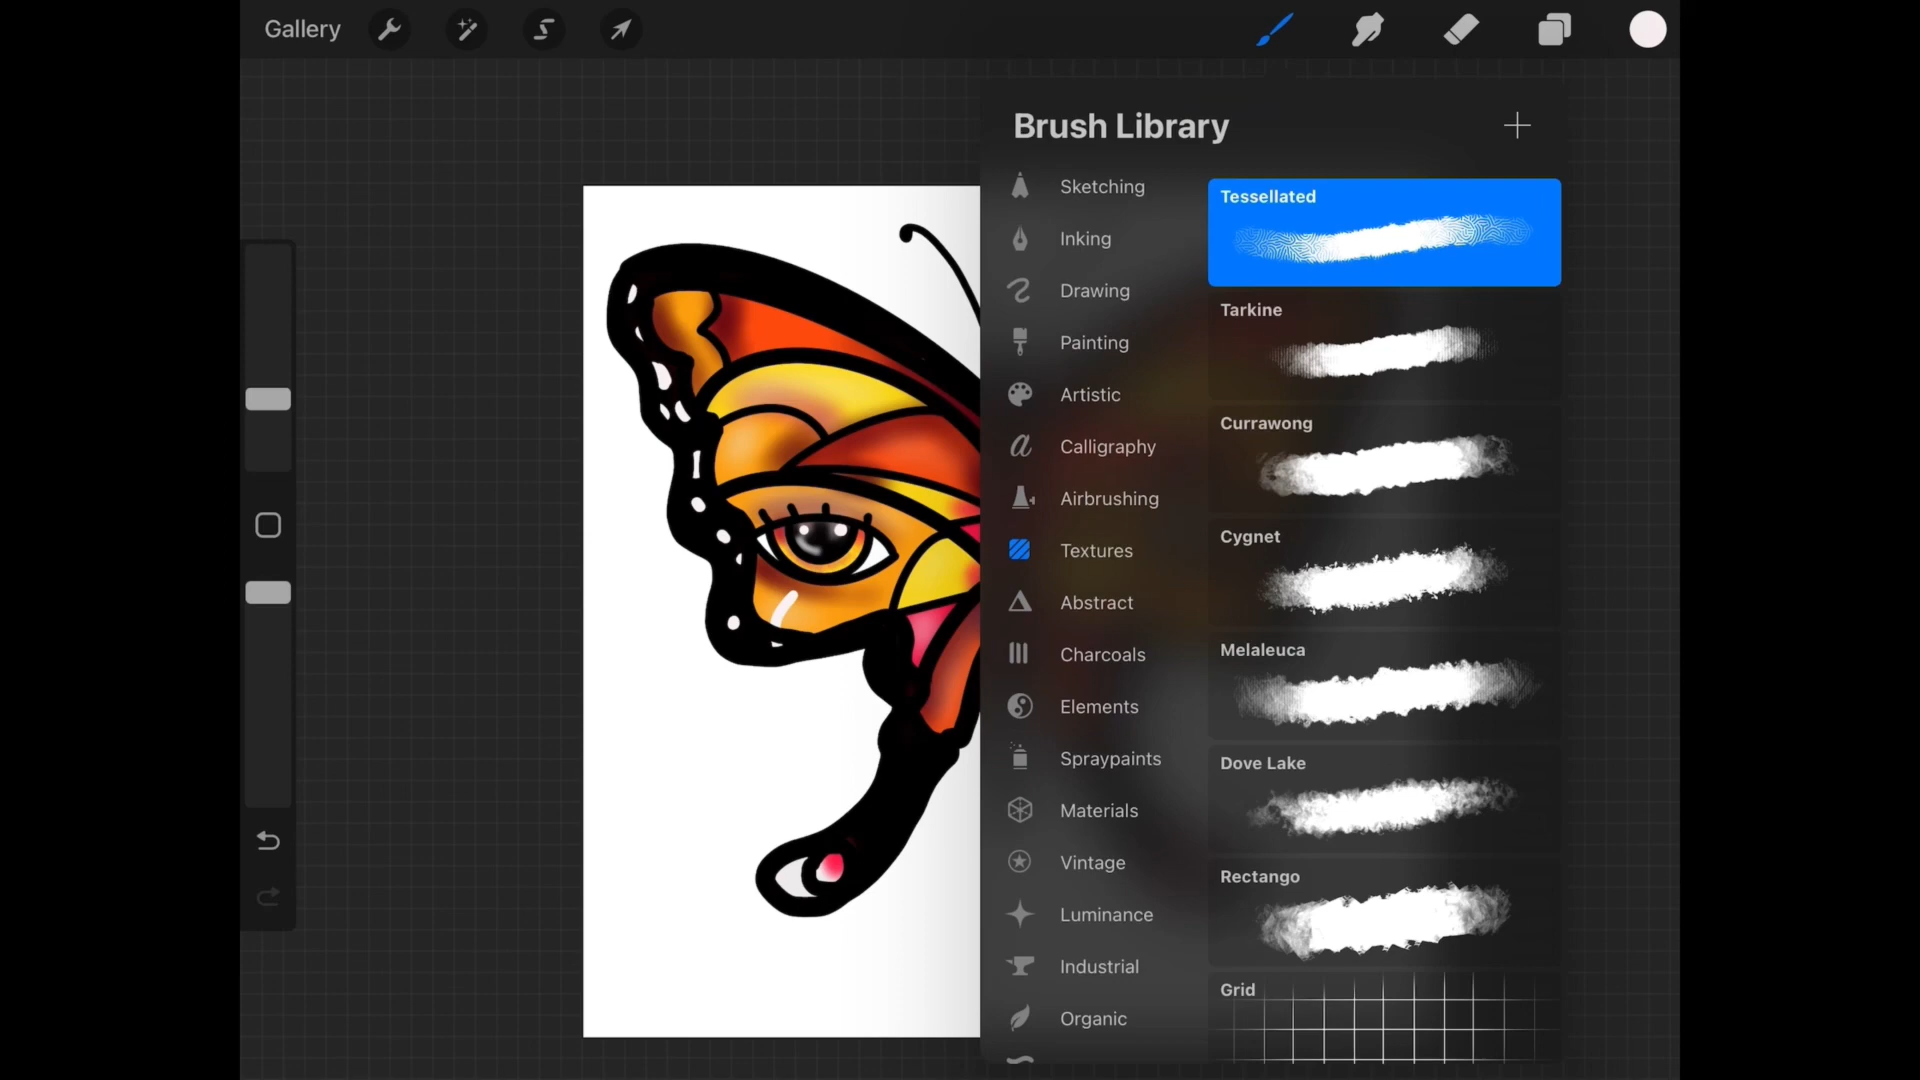 Gallery
Brush Library
Sketching
Inking
Drawing
Painting
Artistic
Calligraphy
Airbrushing
Textures
Abstract
Charcoals
Elements
Spraypaints
Materials
Vintage
Luminance
Industrial
Organic
Tessellated
Tarkine
Currawong
Cygnet
Melaleuca
Dove Lake
Rectango
Grid